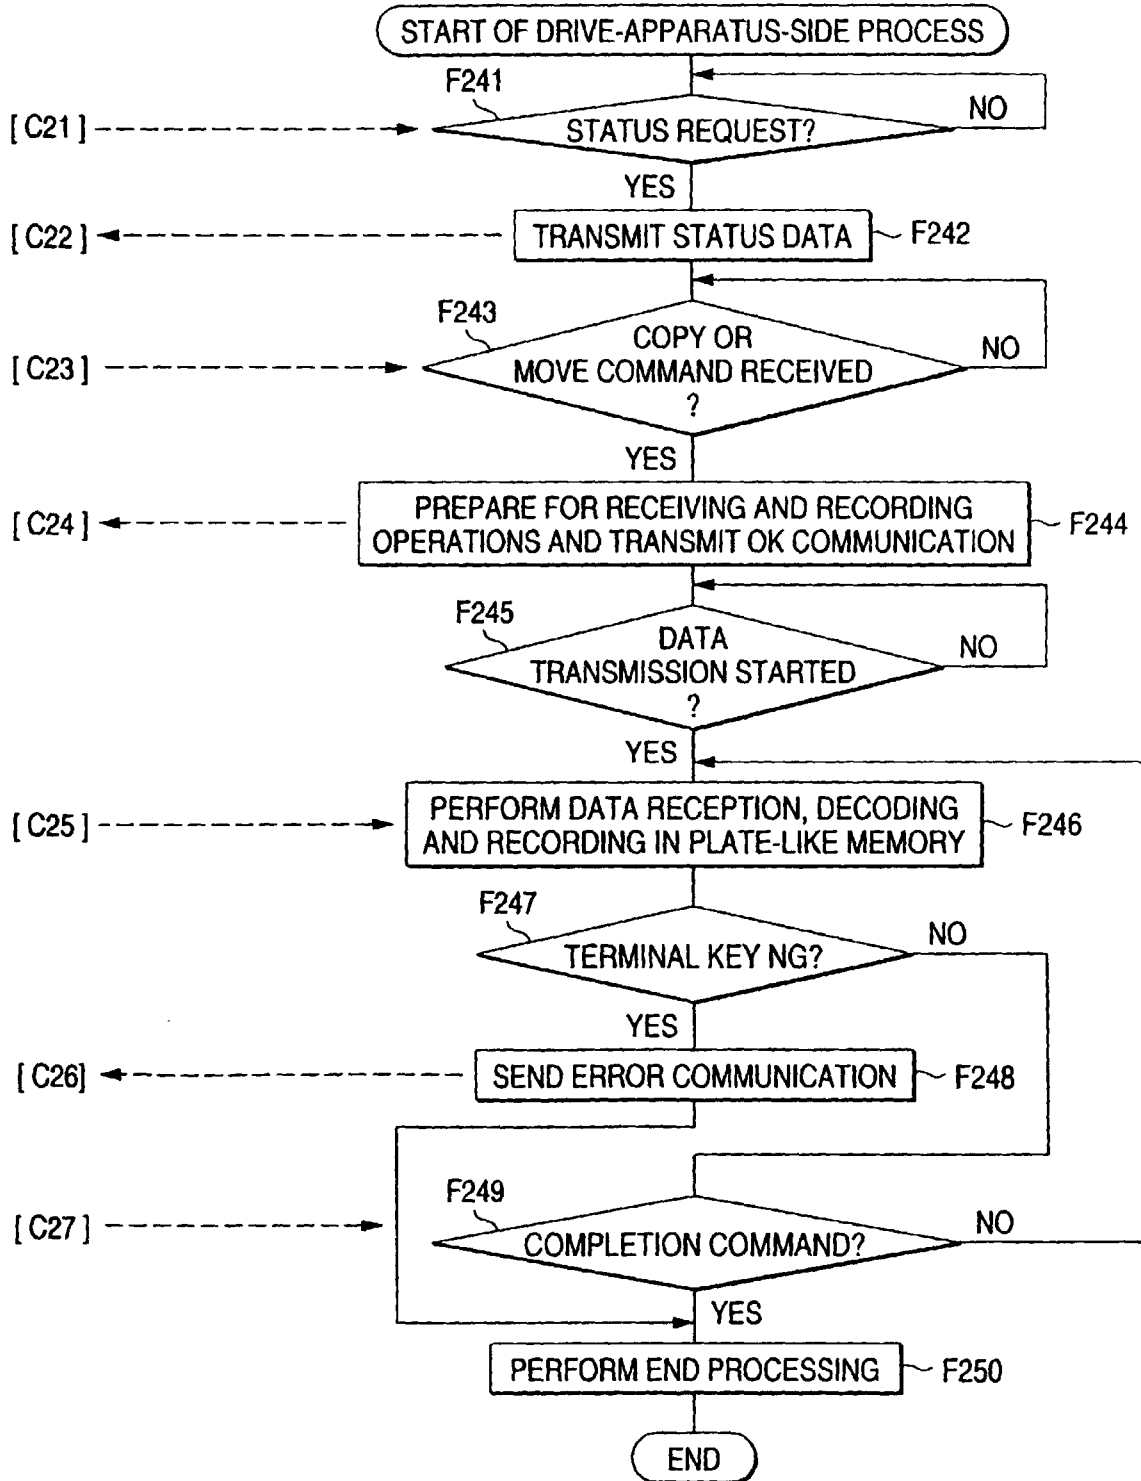 START OF DRIVE-APPARATUS-SIDE PROCESS
F241
NO
[ C21 ]
STATUS REQUEST?
YES
[ C22 ]
TRANSMIT STATUS DATA
F242
F243
COPY OR
NO
[ C23 ]
MOVE COMMAND RECEIVED
?
YES
[ C24 ]
PREPARE FOR RECEIVING AND RECORDING
OPERATIONS AND TRANSMIT OK COMMUNICATION
F244
F245
DATA
NO
TRANSMISSION STARTED
?
YES
[ C25 ]
PERFORM DATA RECEPTION, DECODING
AND RECORDING IN PLATE-LIKE MEMORY
F246
F247
NO
TERMINAL KEY NG?
YES
[ C26]
SEND ERROR COMMUNICATION
F248
F249
[ C27 ]
NO
COMPLETION COMMAND?
YES
PERFORM END PROCESSING
F250
END